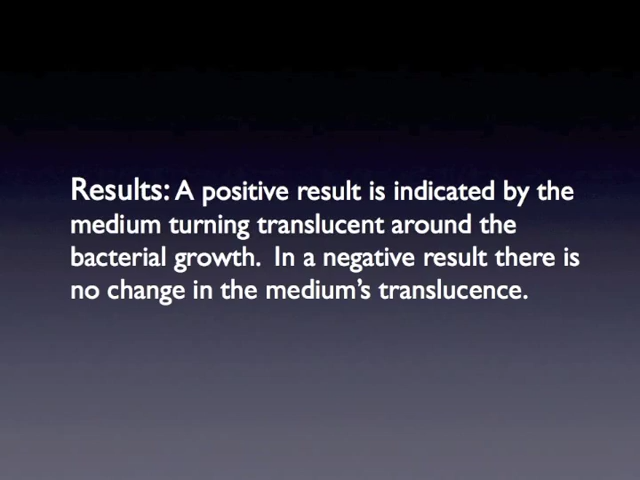 Results: A positive result is indicated by the
medium turning translucent around the
bacterial growth.  In a negative result there is
no change in the medium’s translucence.